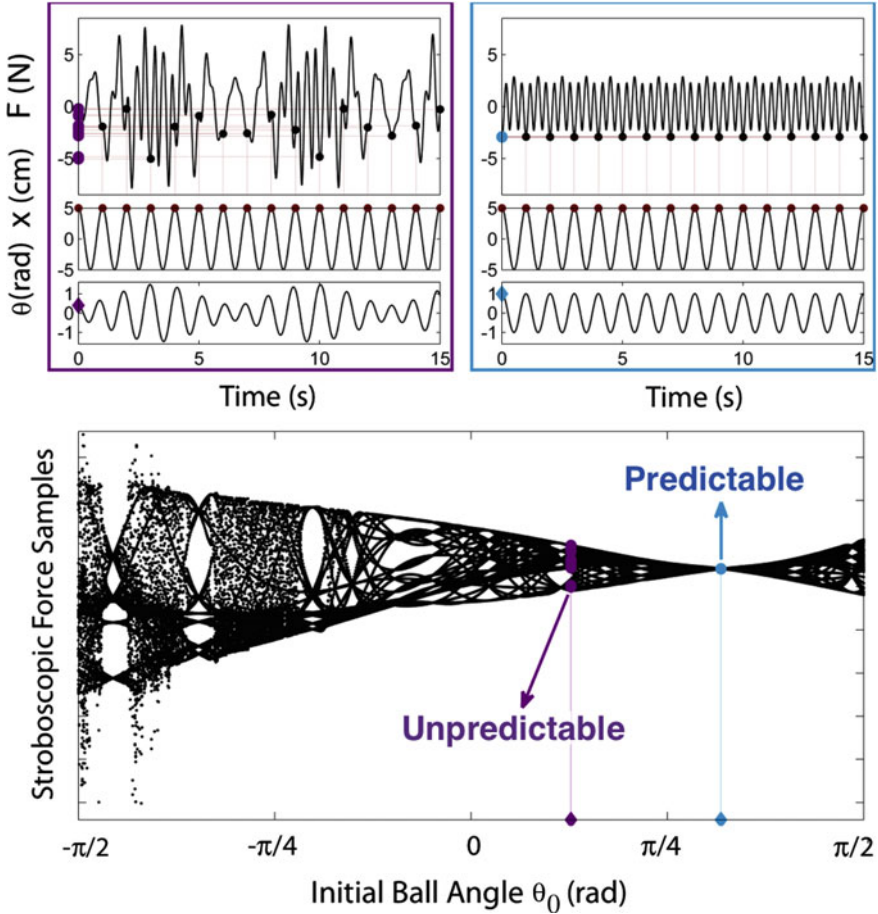 F (N)
5
0
-5
x (cm)
5
0
-5
θ(rad)
1
0
-1
0 5 10 15
Time (s)
5
0
-5
5
0
-5
1
0
-1
0 5 10 15
Time (s)
Stroboscopic Force Samples
Predictable
Unpredictable
-π/2 -π/4 0 π/4 π/2
Initial Ball Angle θ0 (rad)